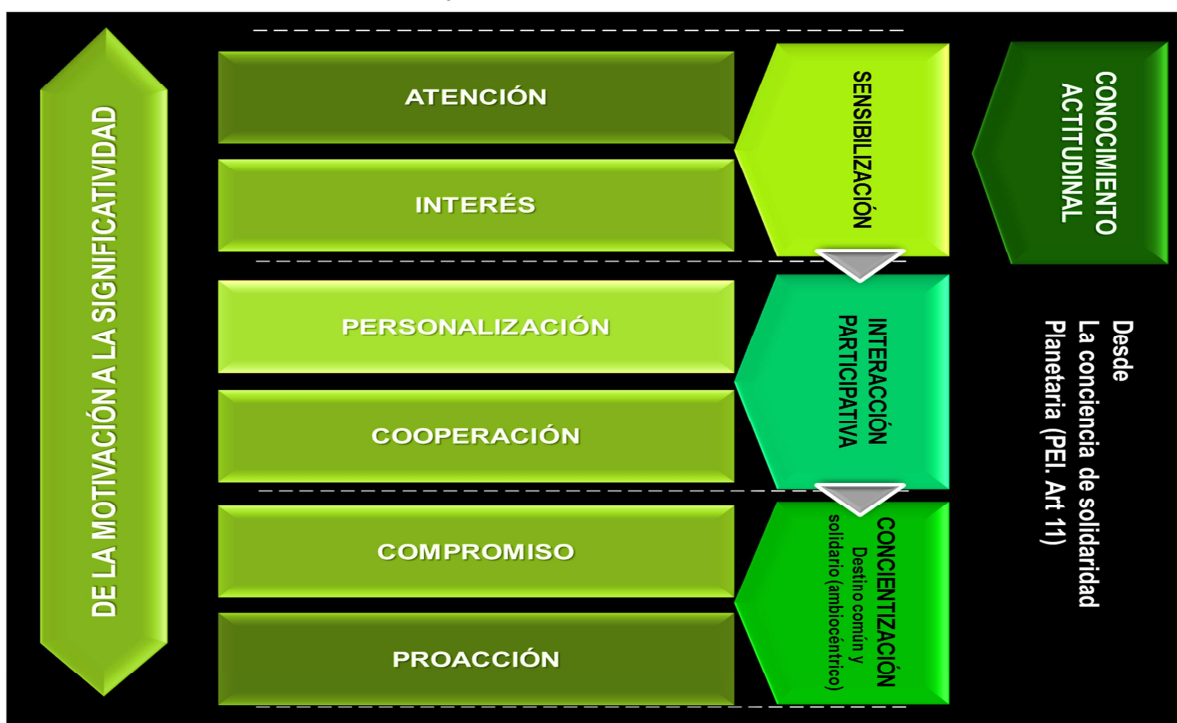 DE LA MOTIVACIÓN A LA SIGNIFICATIVIDAD
ATENCIÓN
INTERÉS
PERSONALIZACIÓN
COOPERACIÓN
COMPROMISO
PROACCIÓN
SENSIBILIZACIÓN
INTERACCIÓN
PARTICIPATIVA
CONCIENTIZACIÓN
Destino común y
solidario (ambiocéntrico)
CONOCIMIENTO
ACTITUDINAL
Desde
La conciencia de solidaridad
Planetaria (PEI. Art 11)